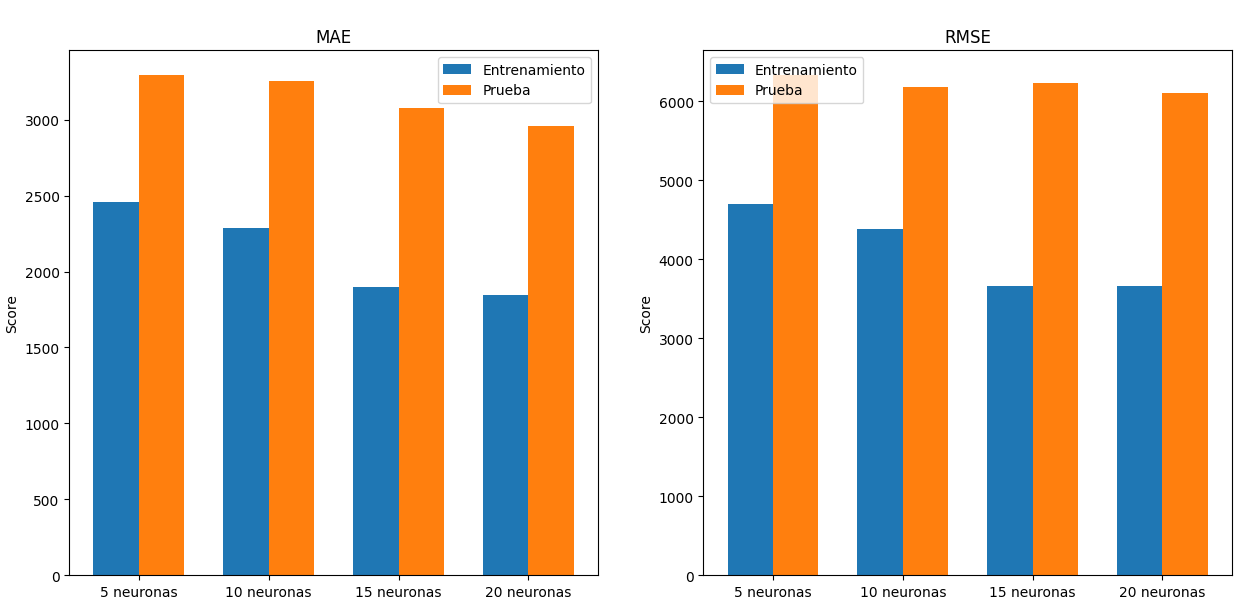 MAE
Entrenamiento
Prueba
Score
3000
2500
2000
1500
1000
500
0
5 neuronas
10 neuronas
15 neuronas
20 neuronas
RMSE
Entrenamiento
Prueba
Score
6000
5000
4000
3000
2000
1000
0
5 neuronas
10 neuronas
15 neuronas
20 neuronas